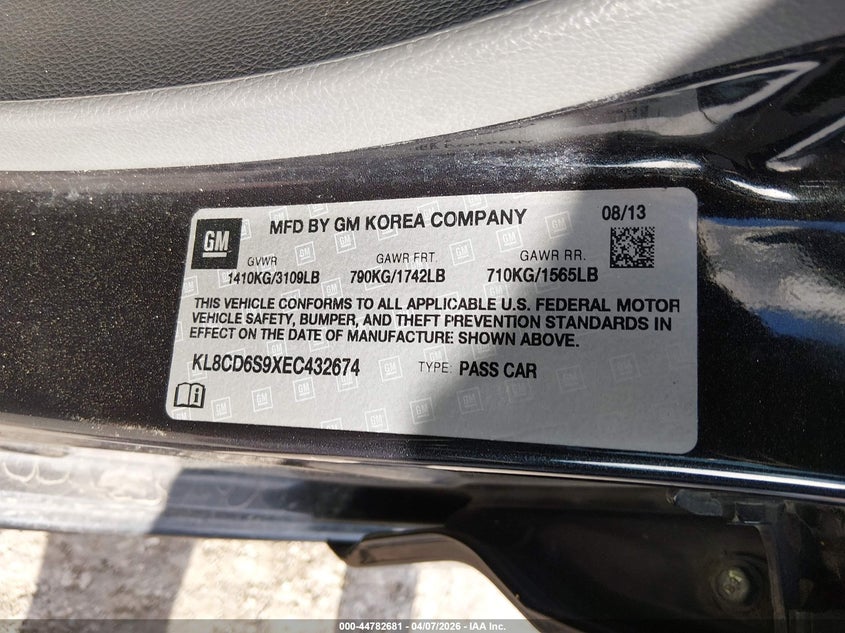 GM
MFD BY GM KOREA COMPANY 08/13
GVWR GAWR FRT. GAWR RR.
1410KG/3109LB 790KG/1742LB 710KG/1565LB
THIS VEHICLE CONFORMS TO ALL APPLICABLE U.S. FEDERAL MOTOR
VEHICLE SAFETY, BUMPER, AND THEFT PREVENTION STANDARDS IN
EFFECT ON THE DATE OF MANUFACTURE SHOWN ABOVE.
KL8CD6S9XEC432674 TYPE: PASS CAR
000-44782681 - 04/07/2026 - IAA Inc.